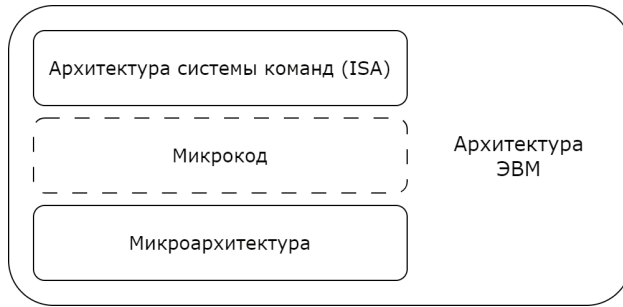 Архитектура системы команд (ISA)
Микрокод
Архитектура
ЭВМ
Микроархитектура